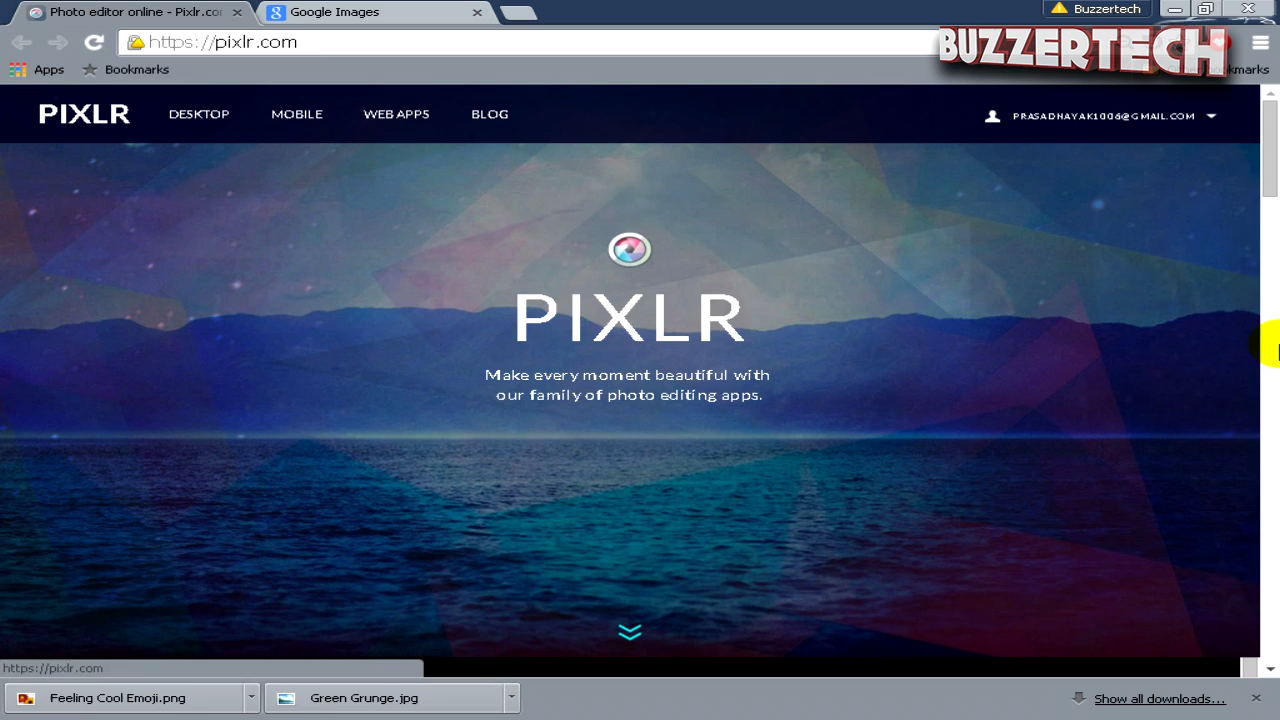 Photo editor online - Pixlr.cor
Google Images
Buzzertech
https://pixlr.com
BUZZERTECH
Apps
Bookmarks
PIXLR
DESKTOP
MOBILE
WEB APPS
BLOG
PRASADNAYAK1006@GMAIL.COM
PIXLR
Make every moment beautiful with
our family of photo editing apps.
https://pixlr.com
Feeling Cool Emoji.png
Green Grunge.jpg
Show all downloads...